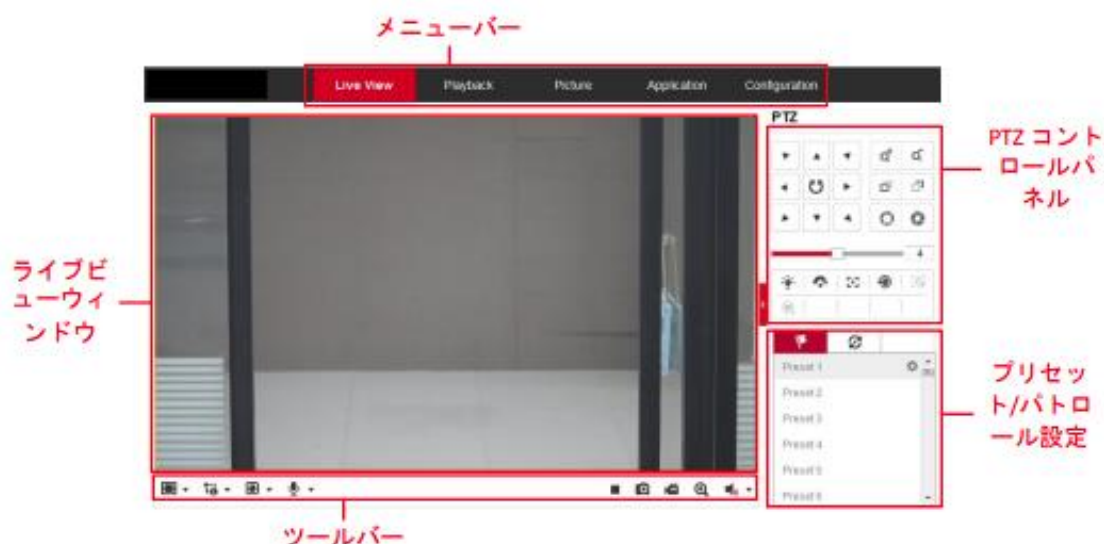 メニューバー
Live View
Playback
Picture
Application
Configuration
PTZ
PTZ コント
ロールパ
ネル
4
ライブビ
ューウィ
ンドウ
Preset 1
Preset 2
Preset 3
Preset 4
Preset 5
Preset 6
プリセッ
ト/パトロ
ール設定
ツールバー